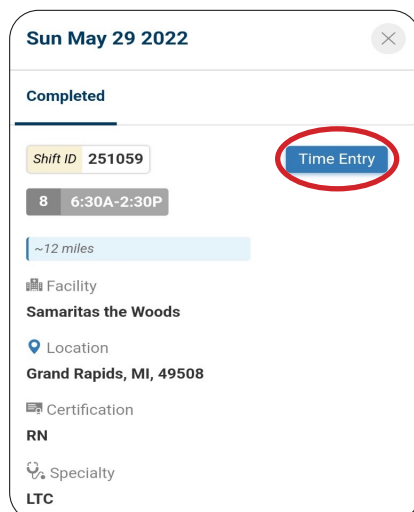 Sun May 29 2022
Completed
Shift ID 251059
Time Entry
8 6:30A-2:30P
~12 miles
Facility
Samaritas the Woods
Location
Grand Rapids, MI, 49508
Certification
RN
Specialty
LTC